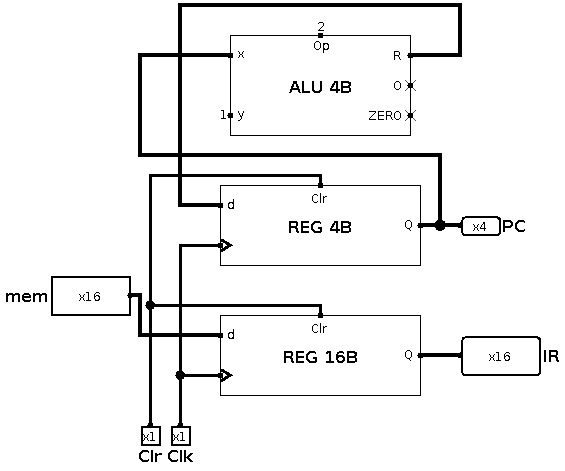 2
Op
x
R
ALU 4B
O
1
y
ZERO
Clr
d
REG 4B
Q
x4
PC
mem
x16
Clr
d
REG 16B
Q
x16
IR
x1
x1
Clr
Clk